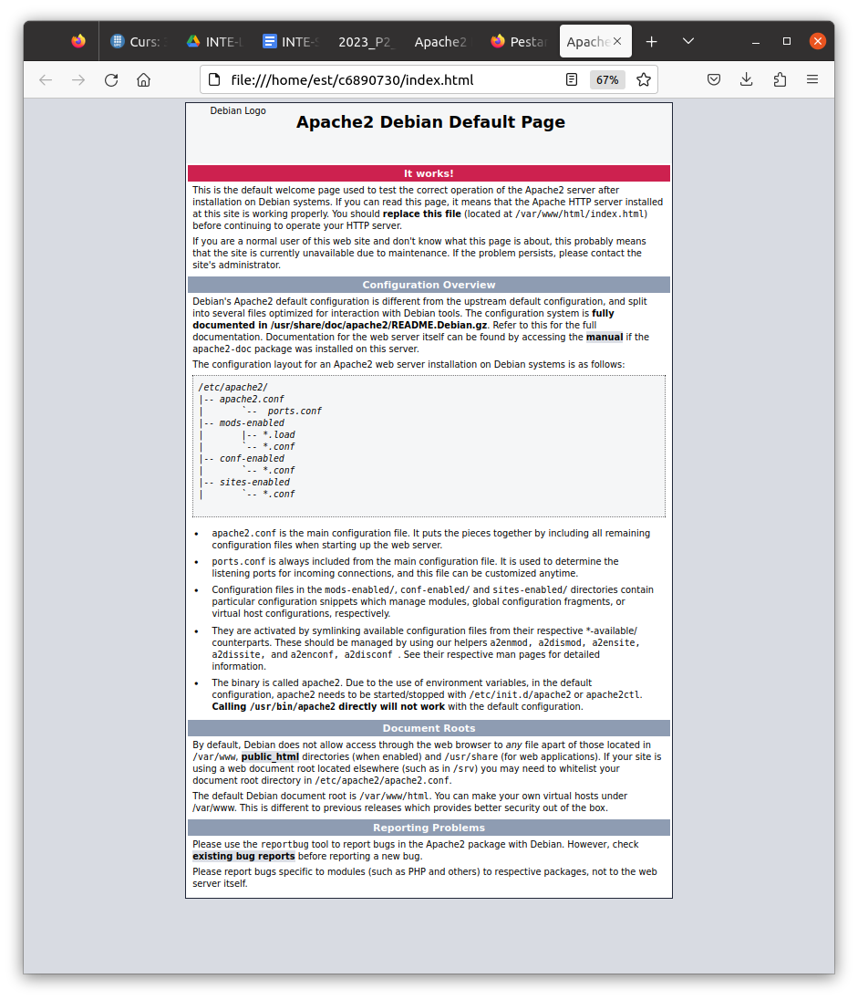 Curs:
INTE-
INTE-
2023_P2_
Apache2
Pesta
Apache
file:///home/est/c6890730/index.html
67%
Debian Logo
Apache2 Debian Default Page
It works!
This is the default welcome page used to test the correct operation of the Apache2 server after
installation on Debian systems. If you can read this page, it means that the Apache HTTP server installed
at this site is working properly. You should replace this file (located at /var/www/html/index.html)
before continuing to operate your HTTP server.
If you are a normal user of this web site and don't know what this page is about, this probably means
that the site is currently unavailable due to maintenance. If the problem persists, please contact the
site's administrator.
Configuration Overview
Debian's Apache2 default configuration is different from the upstream default configuration, and split
into several files optimized for interaction with Debian tools. The configuration system is fully
documented in /usr/share/doc/apache2/README.Debian.gz. Refer to this for the full
documentation. Documentation for the web server itself can be found by accessing the manual if the
apache2-doc package was installed on this server.
The configuration layout for an Apache2 web server installation on Debian systems is as follows:
/etc/apache2/
|-- apache2.conf
|       `--  ports.conf
|-- mods-enabled
|       |-- *.load
|       `-- *.conf
|-- conf-enabled
|       `-- *.conf
|-- sites-enabled
|       `-- *.conf
• apache2.conf is the main configuration file. It puts the pieces together by including all remaining
configuration files when starting up the web server.
• ports.conf is always included from the main configuration file. It is used to determine the
listening ports for incoming connections, and this file can be customized anytime.
• Configuration files in the mods-enabled/, conf-enabled/ and sites-enabled/ directories contain
particular configuration snippets which manage modules, global configuration fragments, or
virtual host configurations, respectively.
• They are activated by symlinking available configuration files from their respective *-available/
counterparts. These should be managed by using our helpers a2enmod, a2dismod, a2ensite,
a2dissite, and a2enconf, a2disconf . See their respective man pages for detailed
information.
• The binary is called apache2. Due to the use of environment variables, in the default
configuration, apache2 needs to be started/stopped with /etc/init.d/apache2 or apache2ctl.
Calling /usr/bin/apache2 directly will not work with the default configuration.
Document Roots
By default, Debian does not allow access through the web browser to any file apart of those located in
/var/www, public_html directories (when enabled) and /usr/share (for web applications). If your site is
using a web document root located elsewhere (such as in /srv) you may need to whitelist your
document root directory in /etc/apache2/apache2.conf.
The default Debian document root is /var/www/html. You can make your own virtual hosts under
/var/www. This is different to previous releases which provides better security out of the box.
Reporting Problems
Please use the reportbug tool to report bugs in the Apache2 package with Debian. However, check
existing bug reports before reporting a new bug.
Please report bugs specific to modules (such as PHP and others) to respective packages, not to the web
server itself.